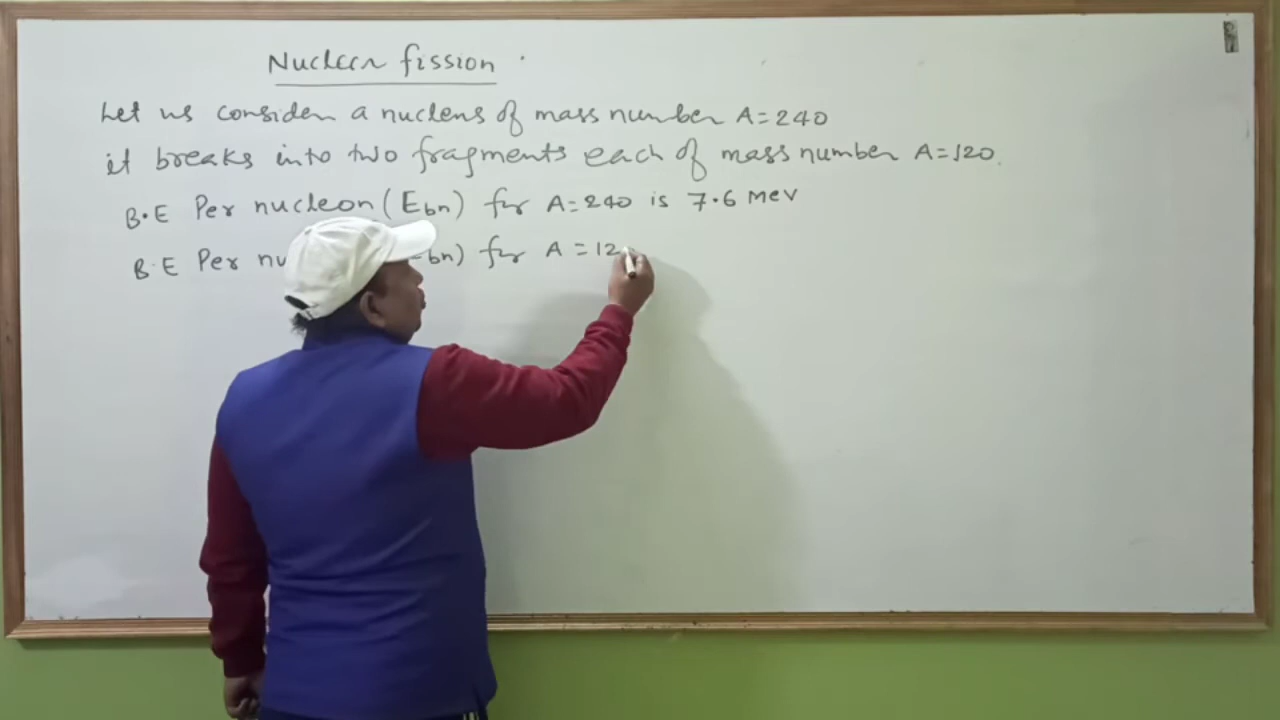 Nuclear fission
Let us consider a nucleus of mass number A=240
it breaks into two fragments each of mass number A=120.
B.E Per nucleon (Ebn) for A=240 is 7.6 MeV
B.E Per nu bn) for A=12